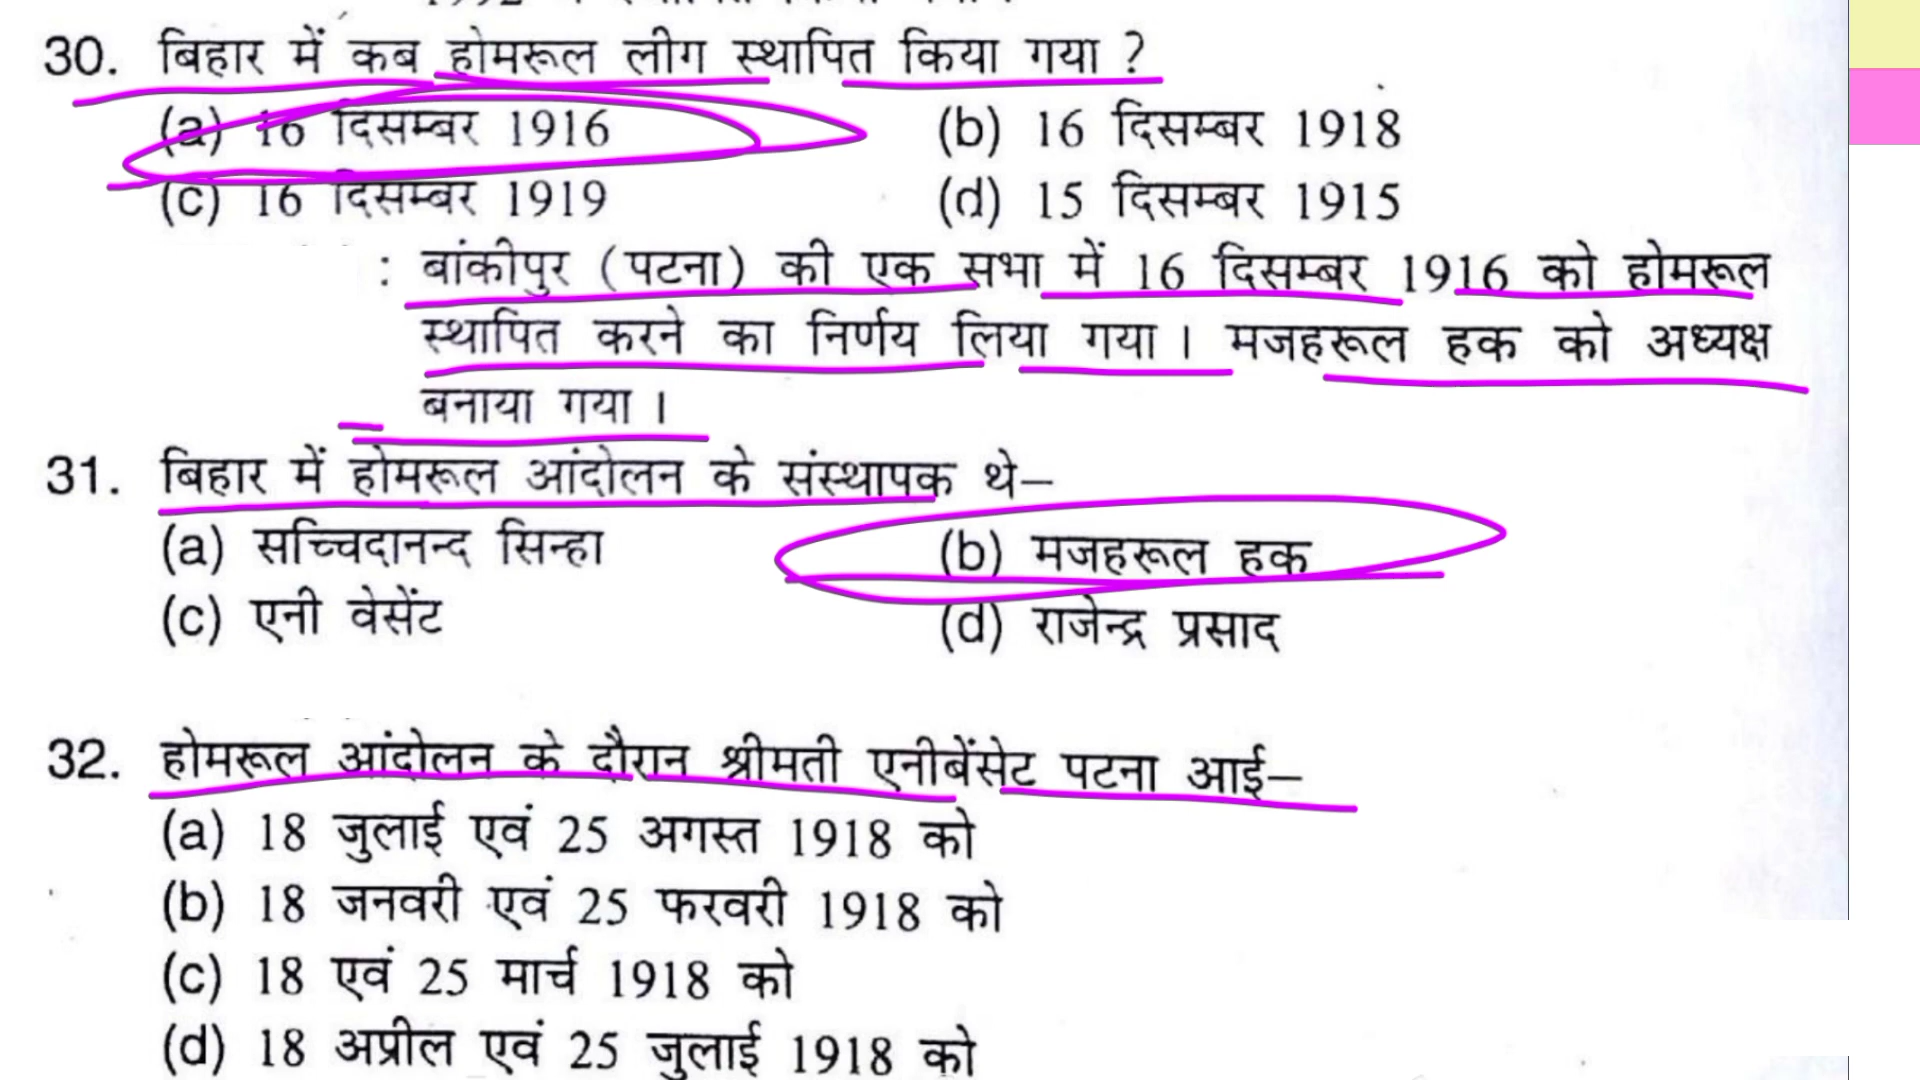 30. बिहार में कब होमरूल लीग स्थापित किया गया ?
(a) 16 दिसम्बर 1916 (b) 16 दिसम्बर 1918
(c) 16 दिसम्बर 1919 (d) 15 दिसम्बर 1915
: बांकीपुर (पटना) की एक सभा में 16 दिसम्बर 1916 को होमरूल
स्थापित करने का निर्णय लिया गया। मजहरूल हक को अध्यक्ष
बनाया गया।
31. बिहार में होमरूल आंदोलन के संस्थापक थे–
(a) सच्चिदानन्द सिन्हा (b) मजहरूल हक
(c) एनी वेसेंट (d) राजेन्द्र प्रसाद
32. होमरूल आंदोलन के दौरान श्रीमती एनीबेंसेट पटना आई–
(a) 18 जुलाई एवं 25 अगस्त 1918 को
(b) 18 जनवरी एवं 25 फरवरी 1918 को
(c) 18 एवं 25 मार्च 1918 को
(d) 18 अप्रील एवं 25 जुलाई 1918 को